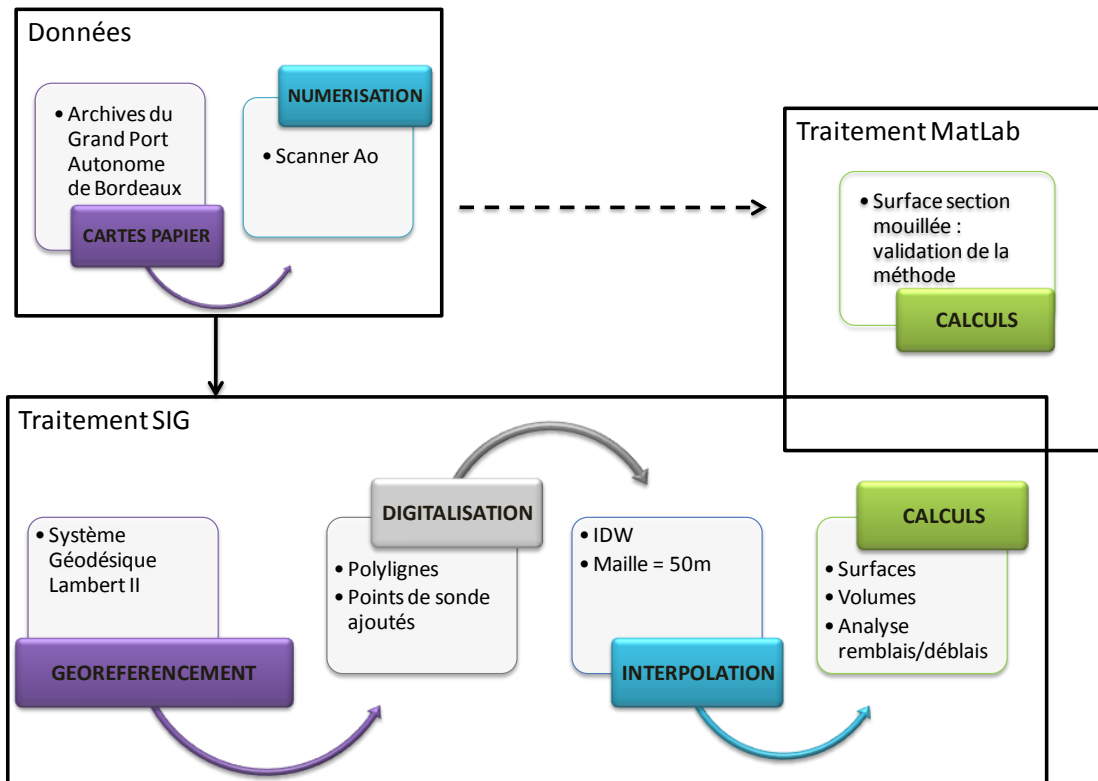 Données
NUMERISATION
• Archives du
Grand Port
Autonome
de Bordeaux
CARTES PAPIER
• Scanner Ao
Traitement MatLab
• Surface section
mouillée :
validation de la
méthode
CALCULS
Traitement SIG
• Système
Géodésique
Lambert II
GEOREFERENCEMENT
DIGITALISATION
• Polylignes
• Points de sonde
ajoutés
• IDW
• Maille = 50m
INTERPOLATION
CALCULS
• Surfaces
• Volumes
• Analyse
remblais/déblais